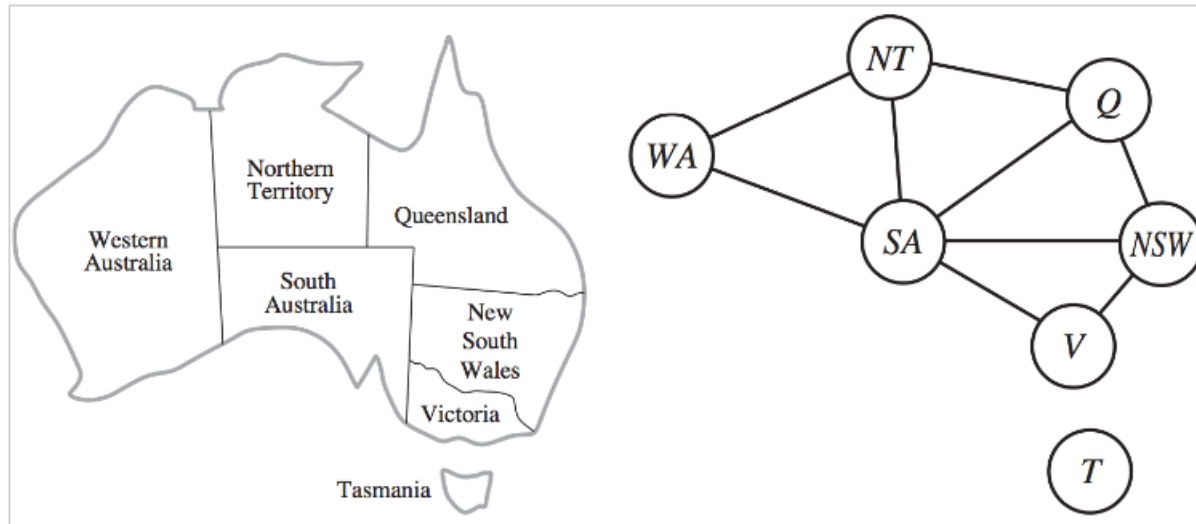 Northern
Territory
Western
Australia
South
Australia
Queensland
New
South
Wales
Victoria
Tasmania
NT
Q
WA
SA
NSW
V
T